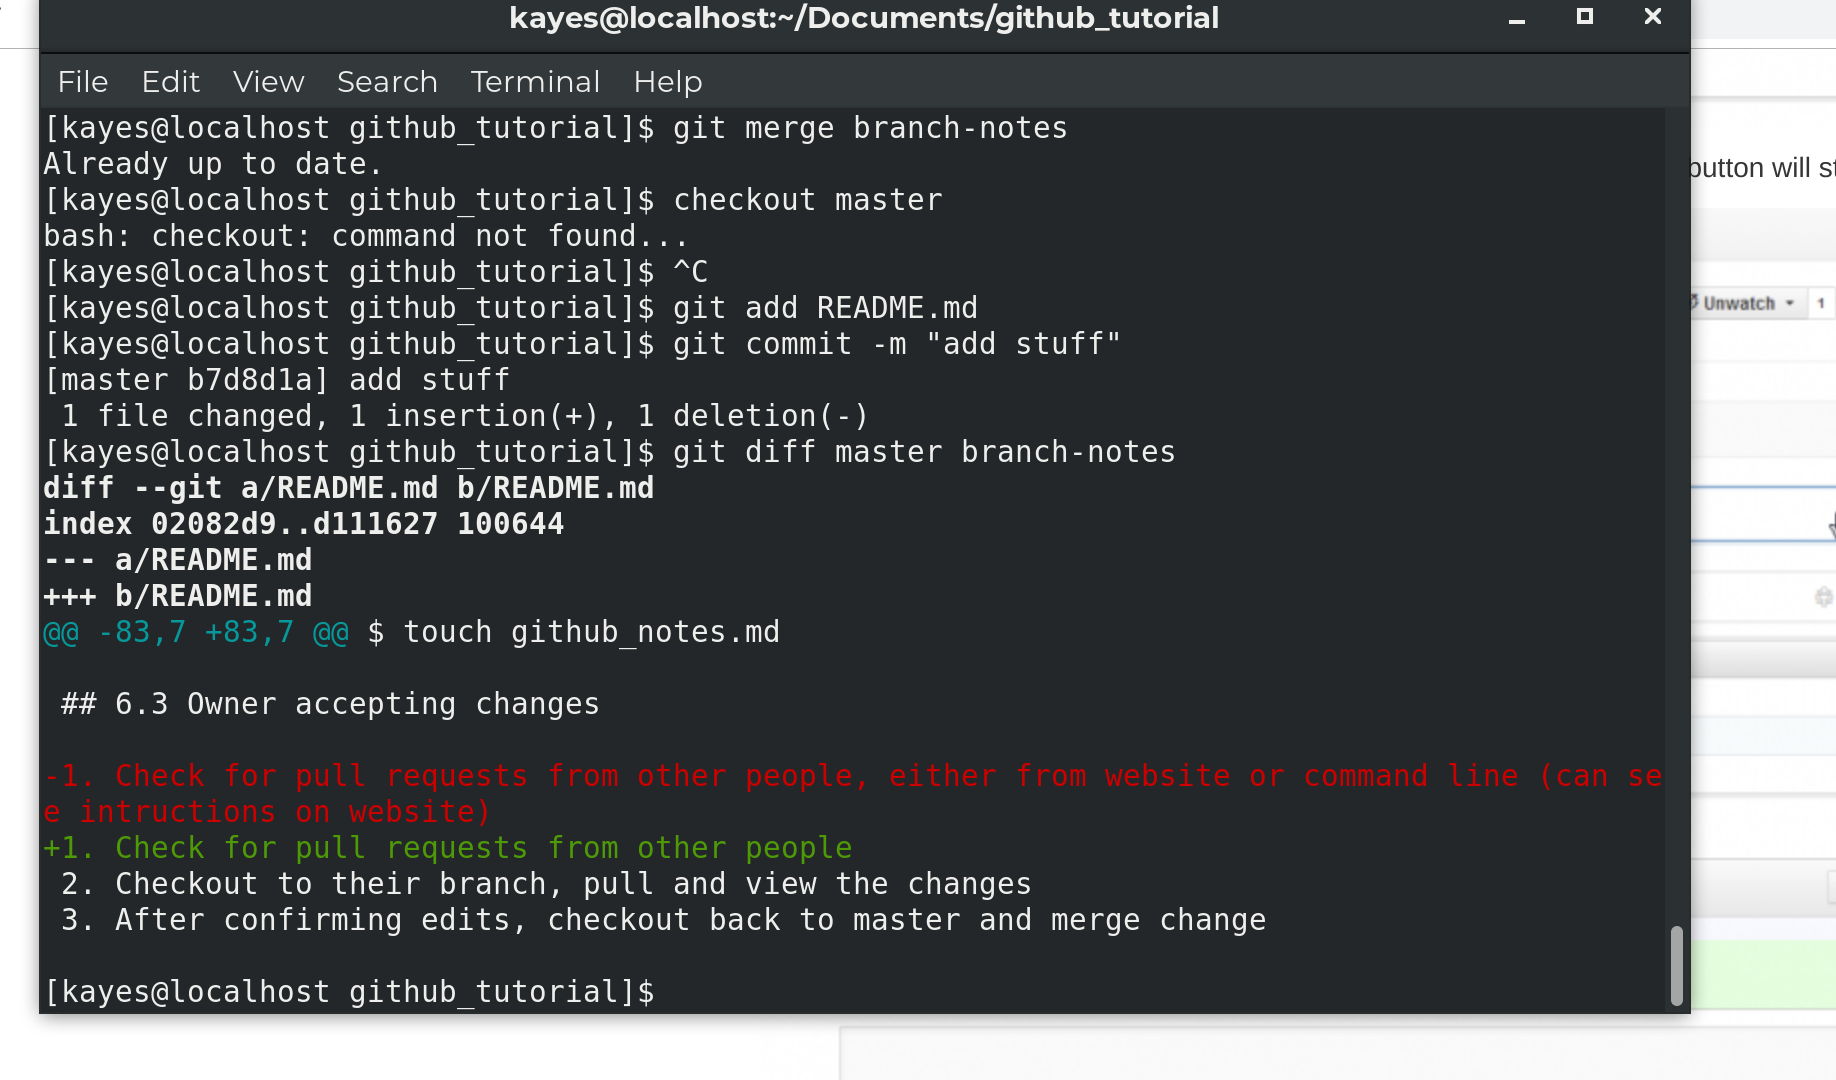 kayes@localhost:~/Documents/github_tutorial
File Edit View Search Terminal Help
[kayes@localhost github_tutorial]$ git merge branch-notes
Already up to date.
[kayes@localhost github_tutorial]$ checkout master
bash: checkout: command not found...
[kayes@localhost github_tutorial]$ ^C
[kayes@localhost github_tutorial]$ git add README.md
[kayes@localhost github_tutorial]$ git commit -m "add stuff"
[master b7d8d1a] add stuff
 1 file changed, 1 insertion(+), 1 deletion(-)
[kayes@localhost github_tutorial]$ git diff master branch-notes
diff --git a/README.md b/README.md
index 02082d9..d111627 100644
--- a/README.md
+++ b/README.md
@@ -83,7 +83,7 @@ $ touch github_notes.md
 ## 6.3 Owner accepting changes
-1. Check for pull requests from other people, either from website or command line (can se
e intructions on website)
+1. Check for pull requests from other people
 2. Checkout to their branch, pull and view the changes
 3. After confirming edits, checkout back to master and merge change
[kayes@localhost github_tutorial]$
button will st
Unwatch 1